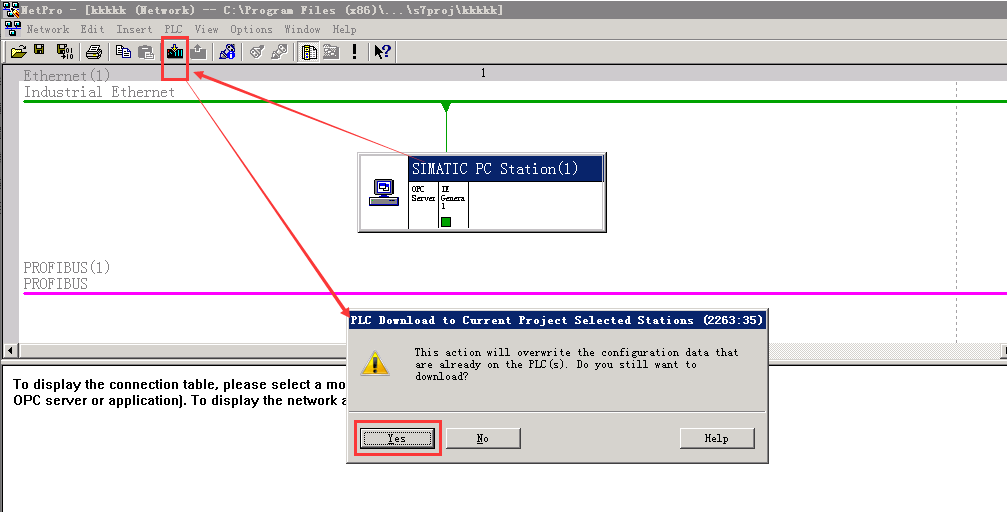 NetPro - [kkkkk (Network) -- C:\Program Files (x86)\...\s7proj\kkkkk]
Network Edit Insert PLC View Options Window Help
1
Ethernet(1)
Industrial Ethernet
SIMATIC PC Station(1)
OPC
Server
IE
Genera
l
PROFIBUS(1)
PROFIBUS
PLC Download to Current Project Selected Stations (2263:35)
This action will overwrite the configuration data that
are already on the PLC(s). Do you still want to
download?
Yes No Help
To display the connection table, please select a mo
OPC server or application). To display the network a